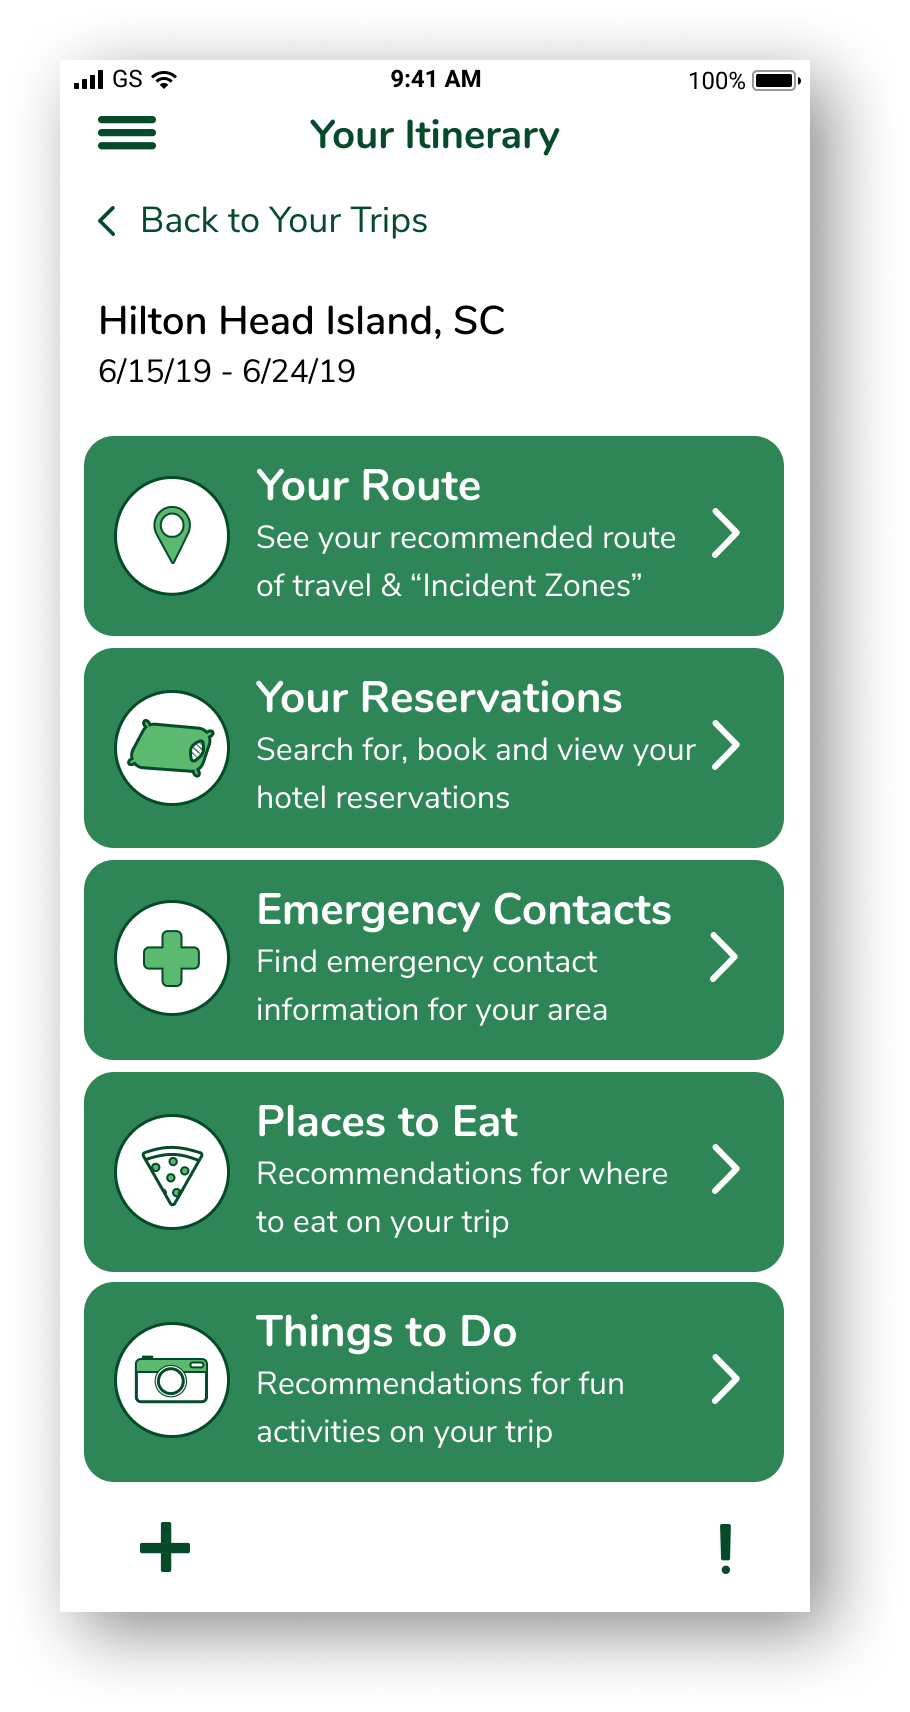 GS 9:41 AM 100%
Your Itinerary
Back to Your Trips
Hilton Head Island, SC
6/15/19 - 6/24/19
Your Route
See your recommended route
of travel & “Incident Zones”
Your Reservations
Search for, book and view your
hotel reservations
Emergency Contacts
Find emergency contact
information for your area
Places to Eat
Recommendations for where
to eat on your trip
Things to Do
Recommendations for fun
activities on your trip